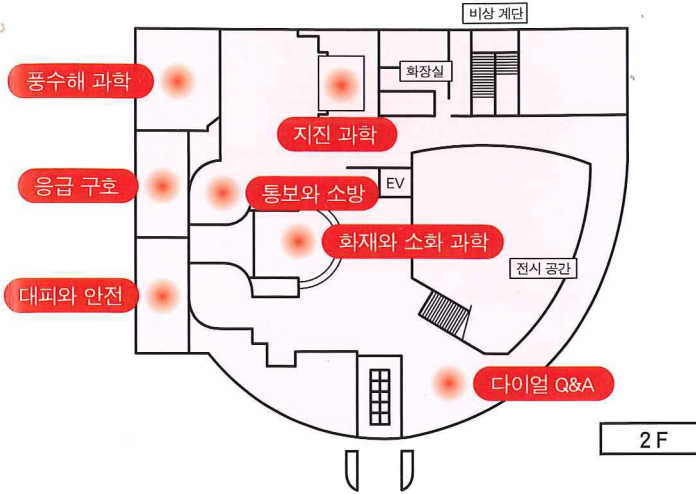 비상 계단
풍수해 과학
화장실
지진 과학
응급 구호
통보와 소방
EV
화재와 소화 과학
전시 공간
대피와 안전
다이얼 Q&A
2F